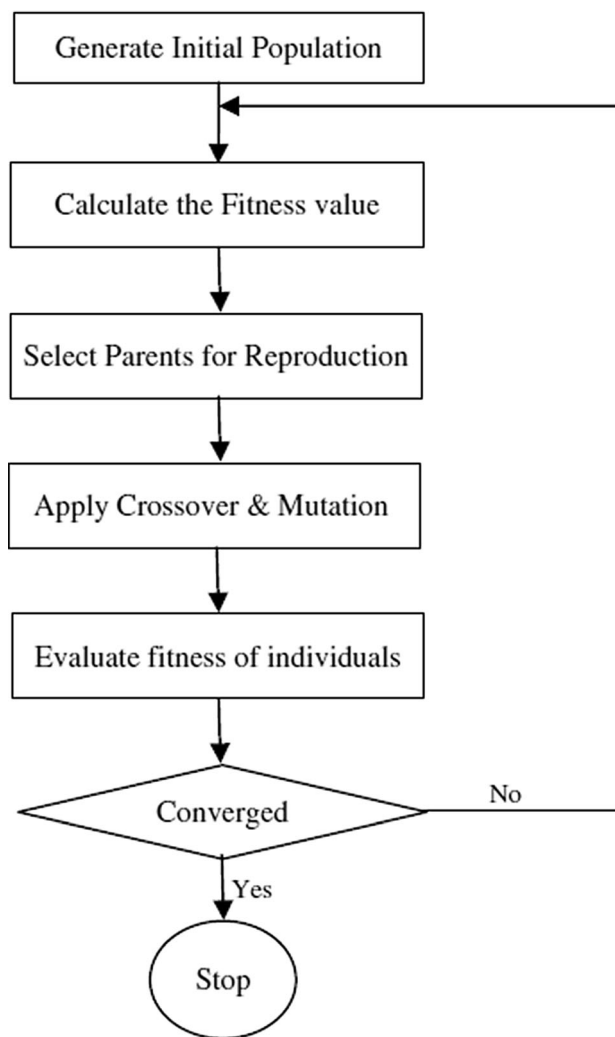 Generate Initial Population
Calculate the Fitness value
Select Parents for Reproduction
Apply Crossover & Mutation
Evaluate fitness of individuals
Converged
No
Yes
Stop